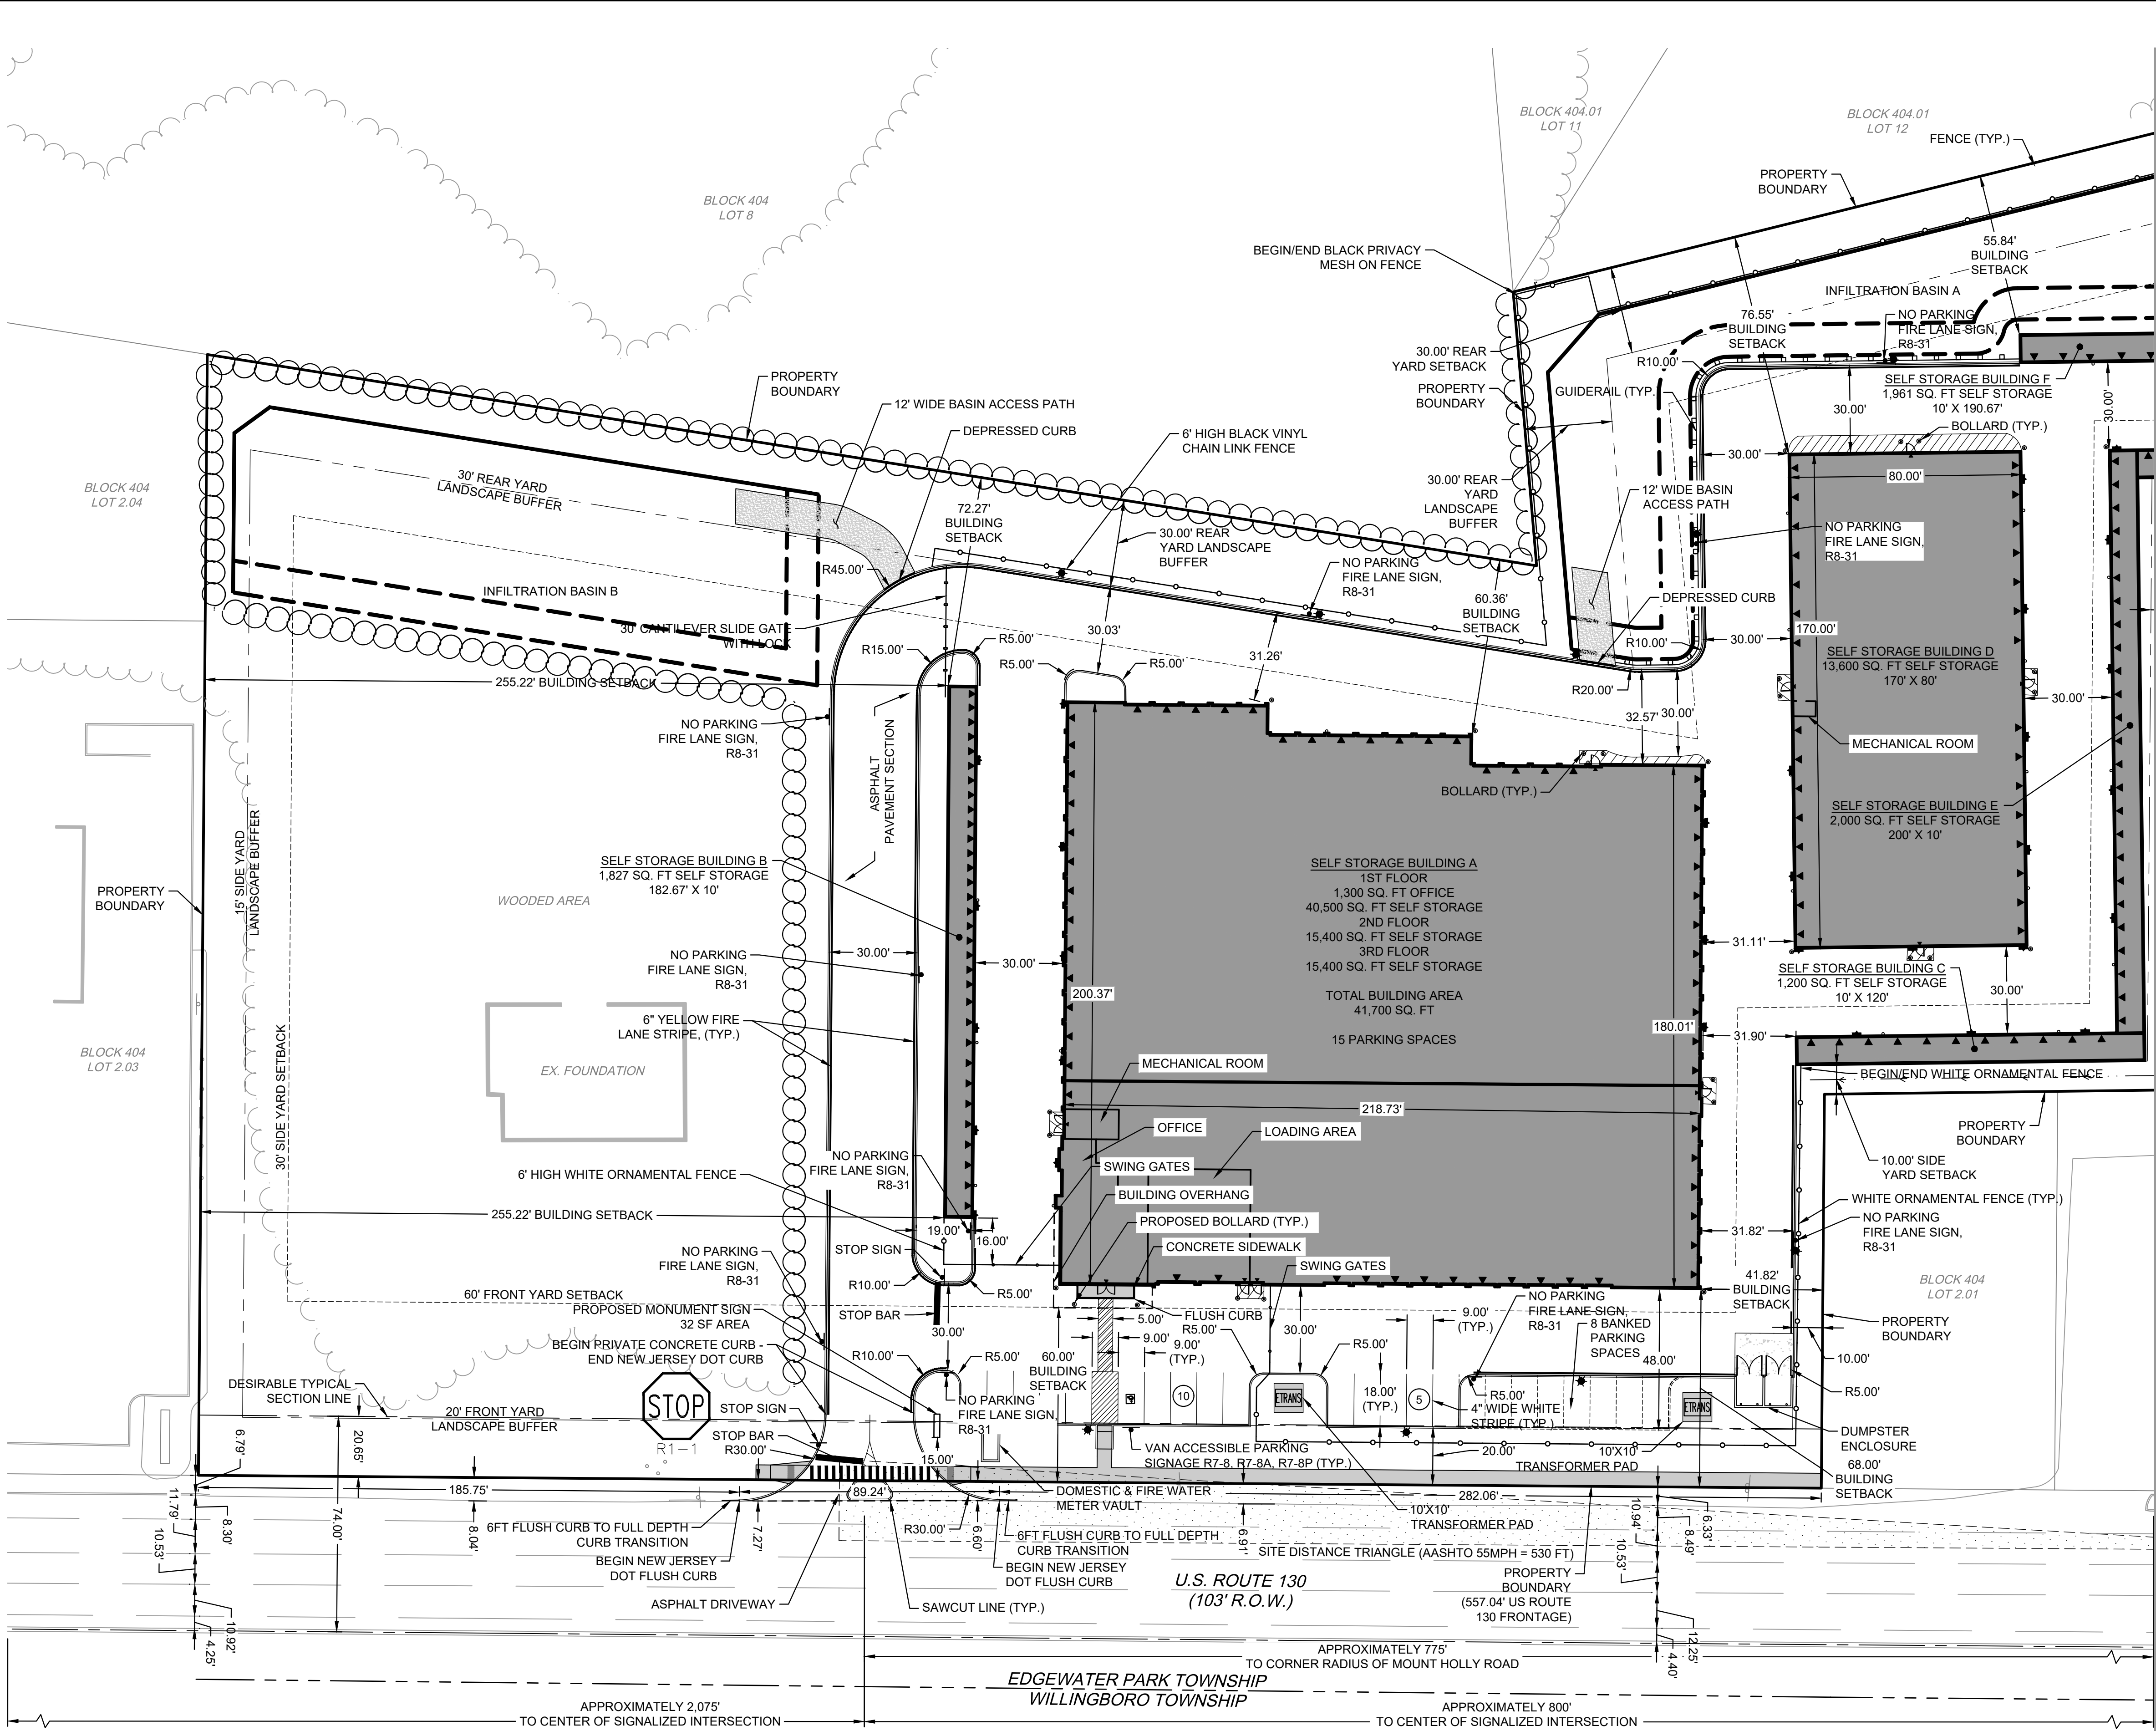 BLOCK 404
LOT 8
BLOCK 404.01
LOT 11
BLOCK 404.01
LOT 12
FENCE (TYP.)
PROPERTY
BOUNDARY
BEGIN/END BLACK PRIVACY
MESH ON FENCE
55.84'
BUILDING
SETBACK
INFILTRATION BASIN A
76.55'
BUILDING
SETBACK
NO PARKING
FIRE LANE SIGN,
R8-31
30.00' REAR
YARD SETBACK
R10.00'
PROPERTY
BOUNDARY
GUIDERAIL (TYP.)
SELF STORAGE BUILDING F
1,961 SQ. FT SELF STORAGE
10' X 190.67'
30.00'
30.00'
BOLLARD (TYP.)
PROPERTY
BOUNDARY
12' WIDE BASIN ACCESS PATH
DEPRESSED CURB
6' HIGH BLACK VINYL
CHAIN LINK FENCE
30.00'
80.00'
BLOCK 404
LOT 2.04
30' REAR YARD
LANDSCAPE BUFFER
72.27'
BUILDING
SETBACK
30.00' REAR
YARD
LANDSCAPE
BUFFER
12' WIDE BASIN
ACCESS PATH
30.00' REAR
YARD LANDSCAPE
BUFFER
NO PARKING
FIRE LANE SIGN,
R8-31
NO PARKING
FIRE LANE SIGN,
R8-31
R45.00'
INFILTRATION BASIN B
60.36'
BUILDING
SETBACK
DEPRESSED CURB
30' CANTILEVER SLIDE GATE
WITH LOCK
30.03'
R5.00'
R15.00'
R5.00'
R5.00'
31.26'
R10.00'
30.00'
170.00'
SELF STORAGE BUILDING D
13,600 SQ. FT SELF STORAGE
170' X 80'
255.22' BUILDING SETBACK
R20.00'
32.57'
30.00'
30.00'
NO PARKING
FIRE LANE SIGN,
R8-31
ASPHALT
PAVEMENT SECTION
MECHANICAL ROOM
BOLLARD (TYP.)
SELF STORAGE BUILDING E
2,000 SQ. FT SELF STORAGE
200' X 10'
15' SIDE YARD
LANDSCAPE BUFFER
SELF STORAGE BUILDING B
1,827 SQ. FT SELF STORAGE
182.67' X 10'
PROPERTY
BOUNDARY
WOODED AREA
SELF STORAGE BUILDING A
1ST FLOOR
1,300 SQ. FT OFFICE
40,500 SQ. FT SELF STORAGE
2ND FLOOR
15,400 SQ. FT SELF STORAGE
3RD FLOOR
15,400 SQ. FT SELF STORAGE
TOTAL BUILDING AREA
41,700 SQ. FT
15 PARKING SPACES
31.11'
NO PARKING
FIRE LANE SIGN,
R8-31
30.00'
30.00'
SELF STORAGE BUILDING C
1,200 SQ. FT SELF STORAGE
10' X 120'
30.00'
200.37'
6" YELLOW FIRE
LANE STRIPE, (TYP.)
180.01'
31.90'
30' SIDE YARD SETBACK
BLOCK 404
LOT 2.03
EX. FOUNDATION
MECHANICAL ROOM
BEGIN/END WHITE ORNAMENTAL FENCE
218.73'
OFFICE
LOADING AREA
PROPERTY
BOUNDARY
NO PARKING
FIRE LANE SIGN,
R8-31
6' HIGH WHITE ORNAMENTAL FENCE
SWING GATES
10.00' SIDE
YARD SETBACK
BUILDING OVERHANG
WHITE ORNAMENTAL FENCE (TYP.)
255.22' BUILDING SETBACK
PROPOSED BOLLARD (TYP.)
NO PARKING
FIRE LANE SIGN,
R8-31
19.00'
16.00'
31.82'
CONCRETE SIDEWALK
STOP SIGN
NO PARKING
FIRE LANE SIGN,
R8-31
SWING GATES
R10.00'
R5.00'
41.82'
BUILDING
SETBACK
BLOCK 404
LOT 2.01
60' FRONT YARD SETBACK
PROPOSED MONUMENT SIGN
32 SF AREA
STOP BAR
FLUSH CURB
NO PARKING
FIRE LANE SIGN,
R8-31
9.00'
(TYP.)
8 BANKED
PARKING
SPACES
5.00'
R5.00'
30.00'
30.00'
PROPERTY
BOUNDARY
BEGIN PRIVATE CONCRETE CURB -
END NEW JERSEY DOT CURB
R10.00'
R5.00'
60.00'
BUILDING
SETBACK
9.00'
9.00'
(TYP.)
R5.00'
48.00'
10.00'
DESIRABLE TYPICAL
SECTION LINE
STOP
R1-1
STOP SIGN
NO PARKING
FIRE LANE SIGN,
R8-31
10
ETRANS
18.00'
(TYP.)
5
R5.00'
4" WIDE WHITE
STRIPE (TYP.)
ETRANS
R5.00'
20' FRONT YARD
LANDSCAPE BUFFER
6.79'
20.65'
STOP BAR
R30.00'
15.00'
VAN ACCESSIBLE PARKING
SIGNAGE R7-8, R7-8A, R7-8P (TYP.)
20.00'
10'X10'
TRANSFORMER PAD
DUMPSTER
ENCLOSURE
68.00'
BUILDING
SETBACK
185.75'
89.24'
DOMESTIC & FIRE WATER
METER VAULT
282.06'
11.79'
8.30'
10.53'
74.00'
8.04'
6FT FLUSH CURB TO FULL DEPTH
CURB TRANSITION
7.27'
R30.00'
6.60'
6FT FLUSH CURB TO FULL DEPTH
CURB TRANSITION
6.91'
10'X10'
TRANSFORMER PAD
10.94'
6.33'
8.49'
10.53'
BEGIN NEW JERSEY
DOT FLUSH CURB
BEGIN NEW JERSEY
DOT FLUSH CURB
SITE DISTANCE TRIANGLE (AASHTO 55MPH = 530 FT)
U.S. ROUTE 130
(103' R.O.W.)
PROPERTY
BOUNDARY
(557.04' US ROUTE
130 FRONTAGE)
ASPHALT DRIVEWAY
SAWCUT LINE (TYP.)
10.92'
4.25'
12.25'
4.40'
APPROXIMATELY 775'
TO CORNER RADIUS OF MOUNT HOLLY ROAD
EDGEWATER PARK TOWNSHIP
WILLINGBORO TOWNSHIP
APPROXIMATELY 2,075'
TO CENTER OF SIGNALIZED INTERSECTION
APPROXIMATELY 800'
TO CENTER OF SIGNALIZED INTERSECTION